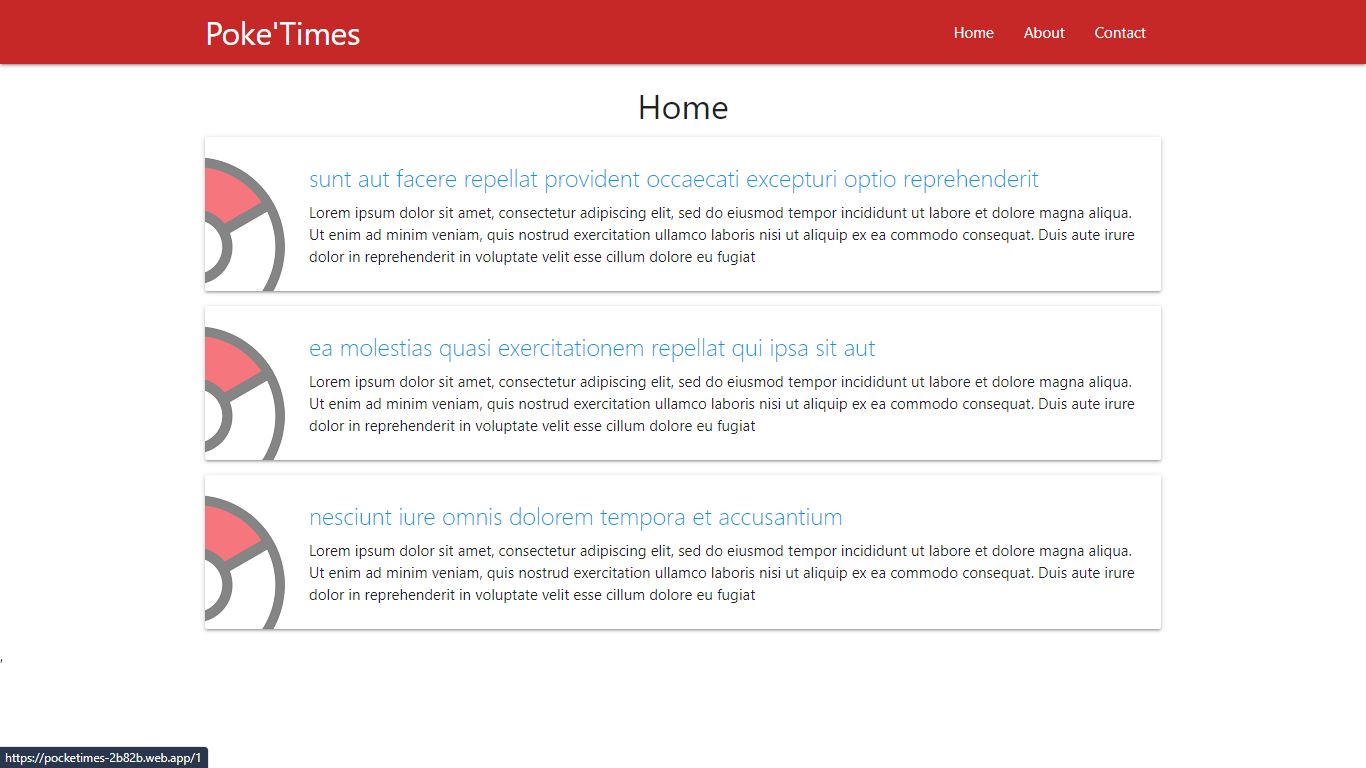 Poke'Times
Home
About
Contact
Home
sunt aut facere repellat provident occaecati excepturi optio reprehenderit
Lorem ipsum dolor sit amet, consectetur adipiscing elit, sed do eiusmod tempor incididunt ut labore et dolore magna aliqua.
Ut enim ad minim veniam, quis nostrud exercitation ullamco laboris nisi ut aliquip ex ea commodo consequat. Duis aute irure
dolor in reprehenderit in voluptate velit esse cillum dolore eu fugiat
ea molestias quasi exercitationem repellat qui ipsa sit aut
Lorem ipsum dolor sit amet, consectetur adipiscing elit, sed do eiusmod tempor incididunt ut labore et dolore magna aliqua.
Ut enim ad minim veniam, quis nostrud exercitation ullamco laboris nisi ut aliquip ex ea commodo consequat. Duis aute irure
dolor in reprehenderit in voluptate velit esse cillum dolore eu fugiat
nesciunt iure omnis dolorem tempora et accusantium
Lorem ipsum dolor sit amet, consectetur adipiscing elit, sed do eiusmod tempor incididunt ut labore et dolore magna aliqua.
Ut enim ad minim veniam, quis nostrud exercitation ullamco laboris nisi ut aliquip ex ea commodo consequat. Duis aute irure
dolor in reprehenderit in voluptate velit esse cillum dolore eu fugiat
,
https://pocketimes-2b82b.web.app/1